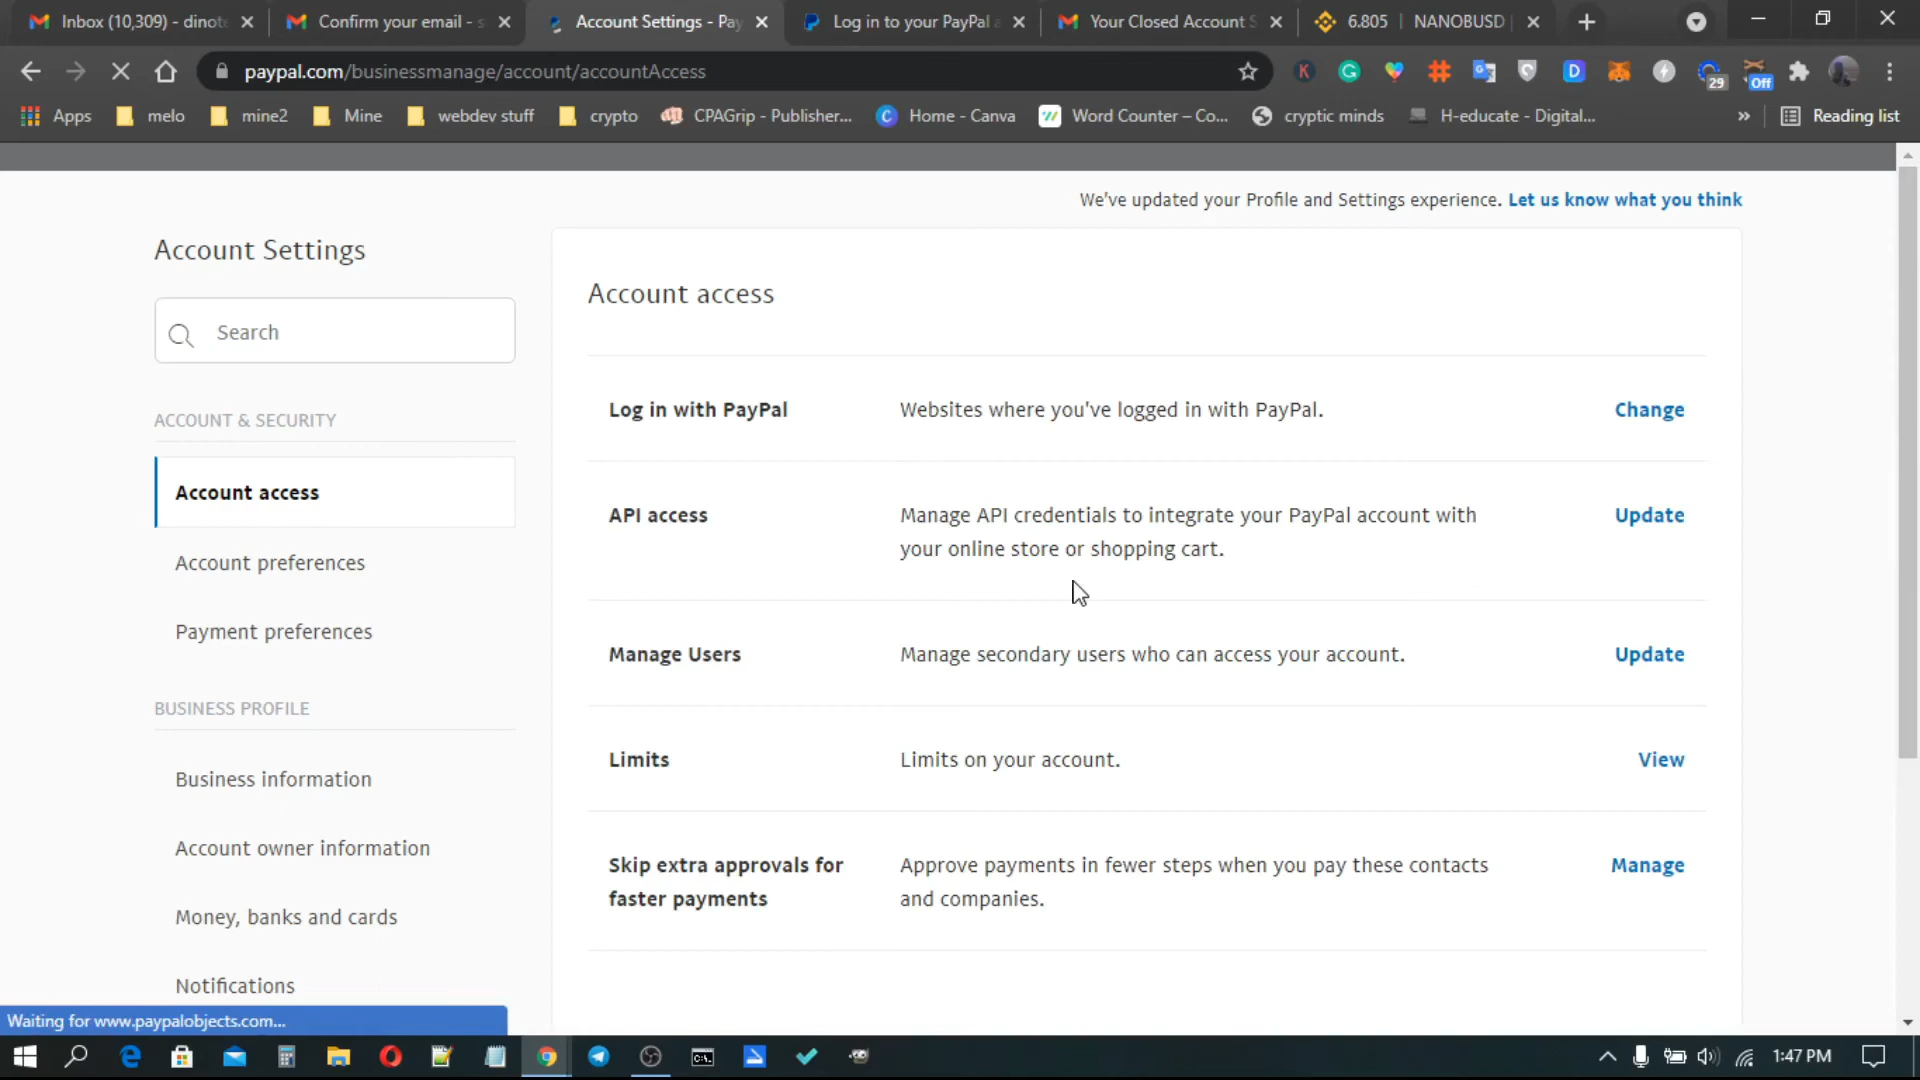 Inbox (10,309) - dinote
Confirm your email - s
Account Settings - Pay
Log in to your PayPal a
Your Closed Account S
6.805 | NANOBUSD
paypal.com/businessmanage/account/accountAccess
29
Off
Apps
melo
mine2
Mine
webdev stuff
crypto
CPAGrip - Publisher...
Home - Canva
Word Counter – Co...
cryptic minds
H-educate - Digital...
»
Reading list
We've updated your Profile and Settings experience. Let us know what you think
Account Settings
Search
ACCOUNT & SECURITY
Account access
Account preferences
Payment preferences
BUSINESS PROFILE
Business information
Account owner information
Money, banks and cards
Notifications
Account access
Log in with PayPal
Websites where you've logged in with PayPal.
Change
API access
Manage API credentials to integrate your PayPal account with
your online store or shopping cart.
Update
Manage Users
Manage secondary users who can access your account.
Update
Limits
Limits on your account.
View
Skip extra approvals for
faster payments
Approve payments in fewer steps when you pay these contacts
and companies.
Manage
Waiting for www.paypalobjects.com...
1:47 PM